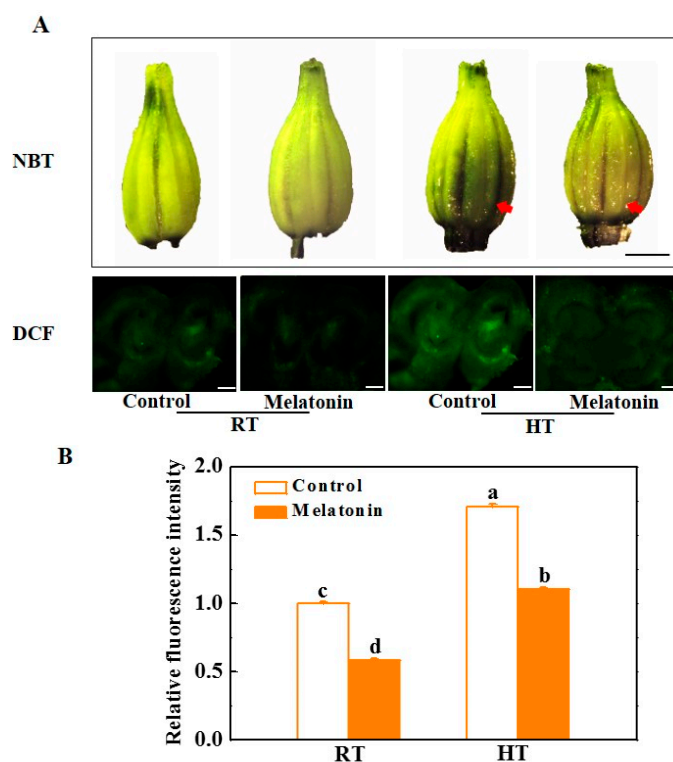 A
NBT
DCF
Control Melatonin Control Melatonin
RT HT
B
Relative fluorescence intensity
2.0
1.5
1.0
0.5
0.0
Control
Melatonin
a
b
c
d
RT HT